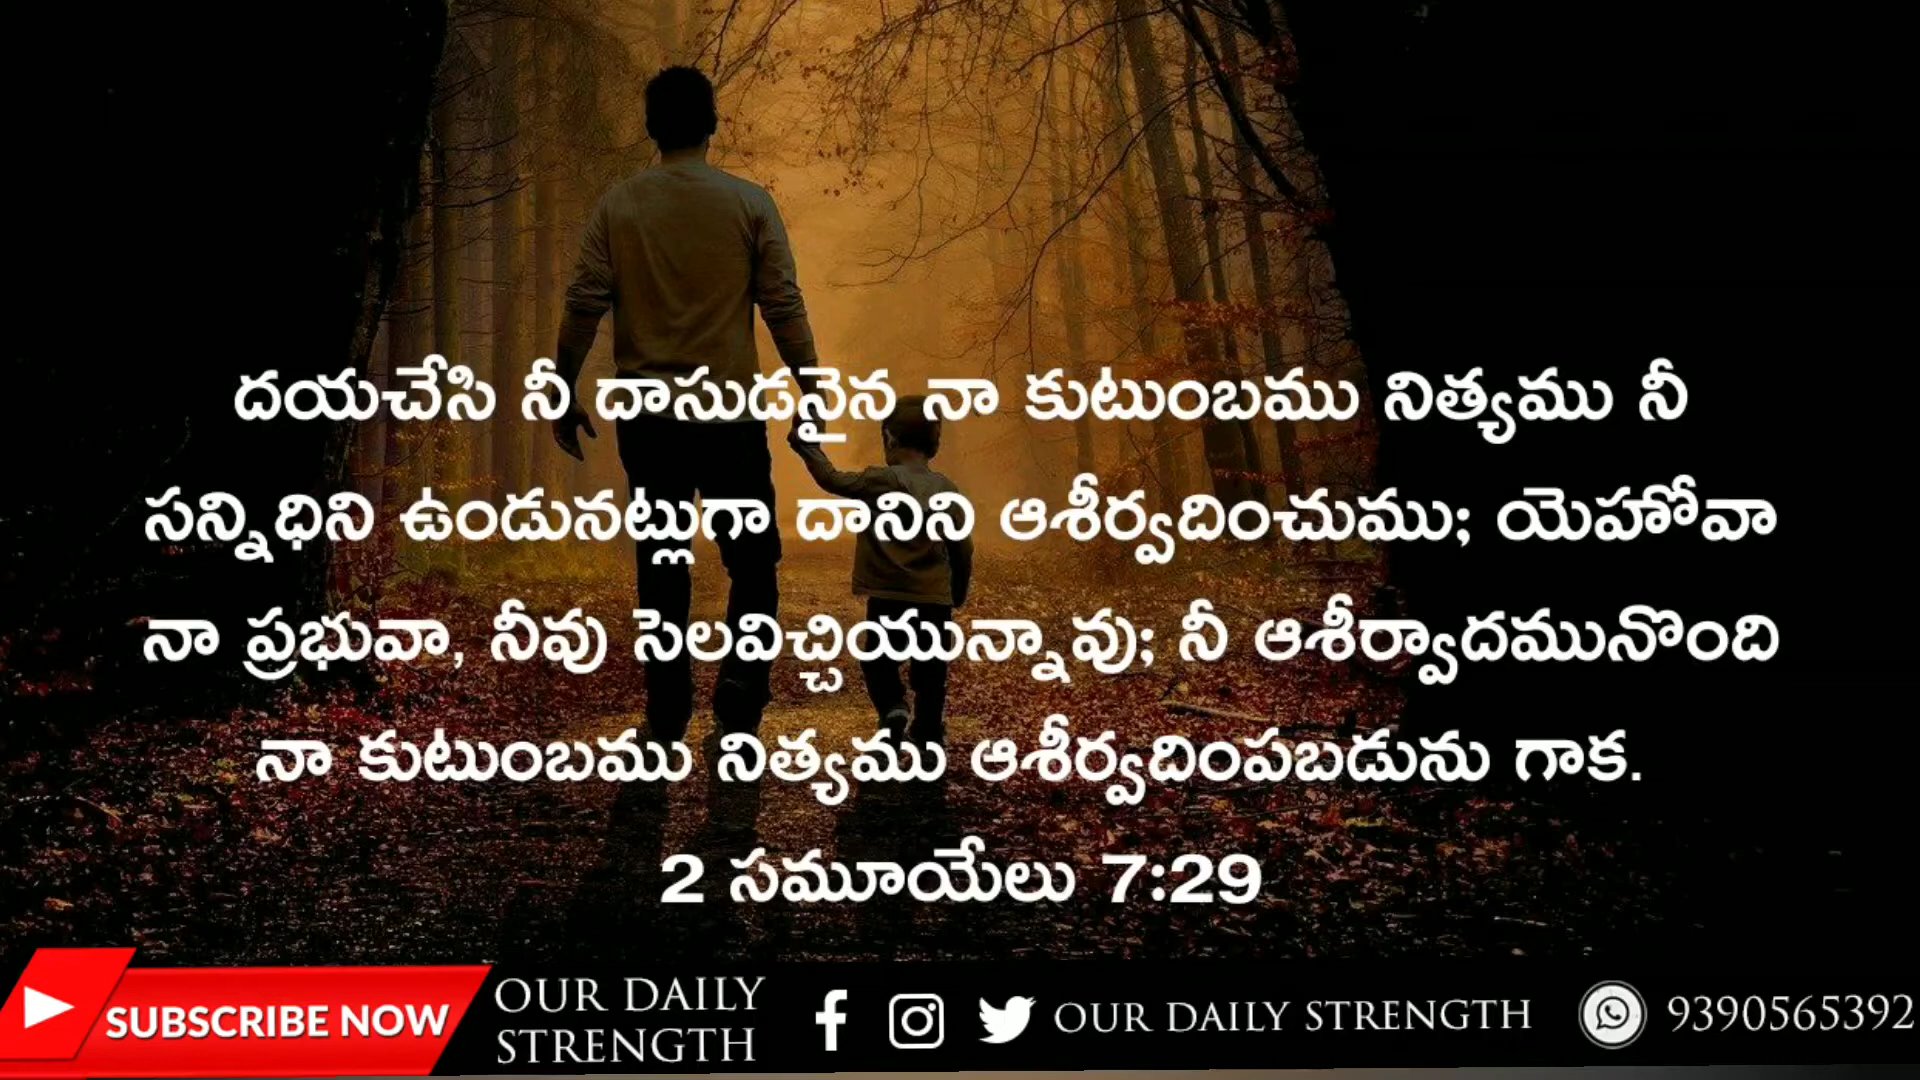 దయచేసి నీ దాసుడనైన నా కుటుంబము నిత్యము నీ
సన్నిధిని ఉండునట్లుగా దానిని ఆశీర్వదించుము; యెహోవా
నా ప్రభువా, నీవు సెలవిచ్చియున్నావు; నీ ఆశీర్వాదమునొంది
నా కుటుంబము నిత్యము ఆశీర్వదింపబడును గాక.
2 సమూయేలు 7:29
SUBSCRIBE NOW
OUR DAILY
STRENGTH
OUR DAILY STRENGTH
9390565392